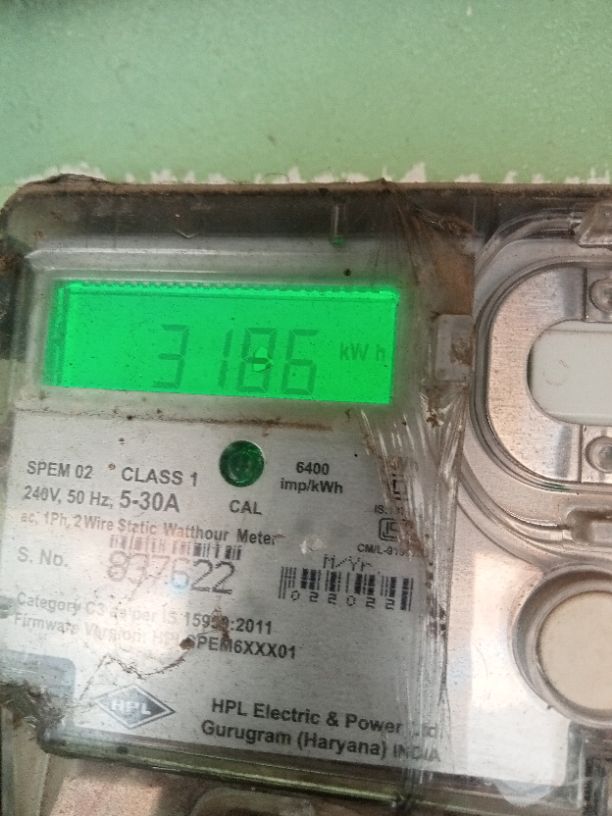 3186 kWh
SPEM 02 CLASS 1
6400
imp/kWh
240V, 50 Hz, 5-30A
CAL
ac, 1Ph, 2 Wire Static Watthour Meter
S. No. 837622
M/Yr.
022022
Category C3 as per IS 15959:2011
Firmware Version:
HPL
HPL Electric & Power Ltd.
Gurugram (Haryana) INDIA